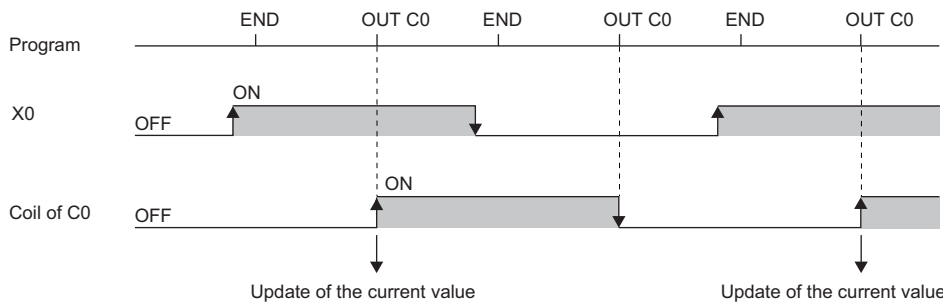 END OUT C0 END OUT C0 END OUT C0
Program
ON
X0
OFF
ON
Coil of C0 OFF
Update of the current value Update of the current value